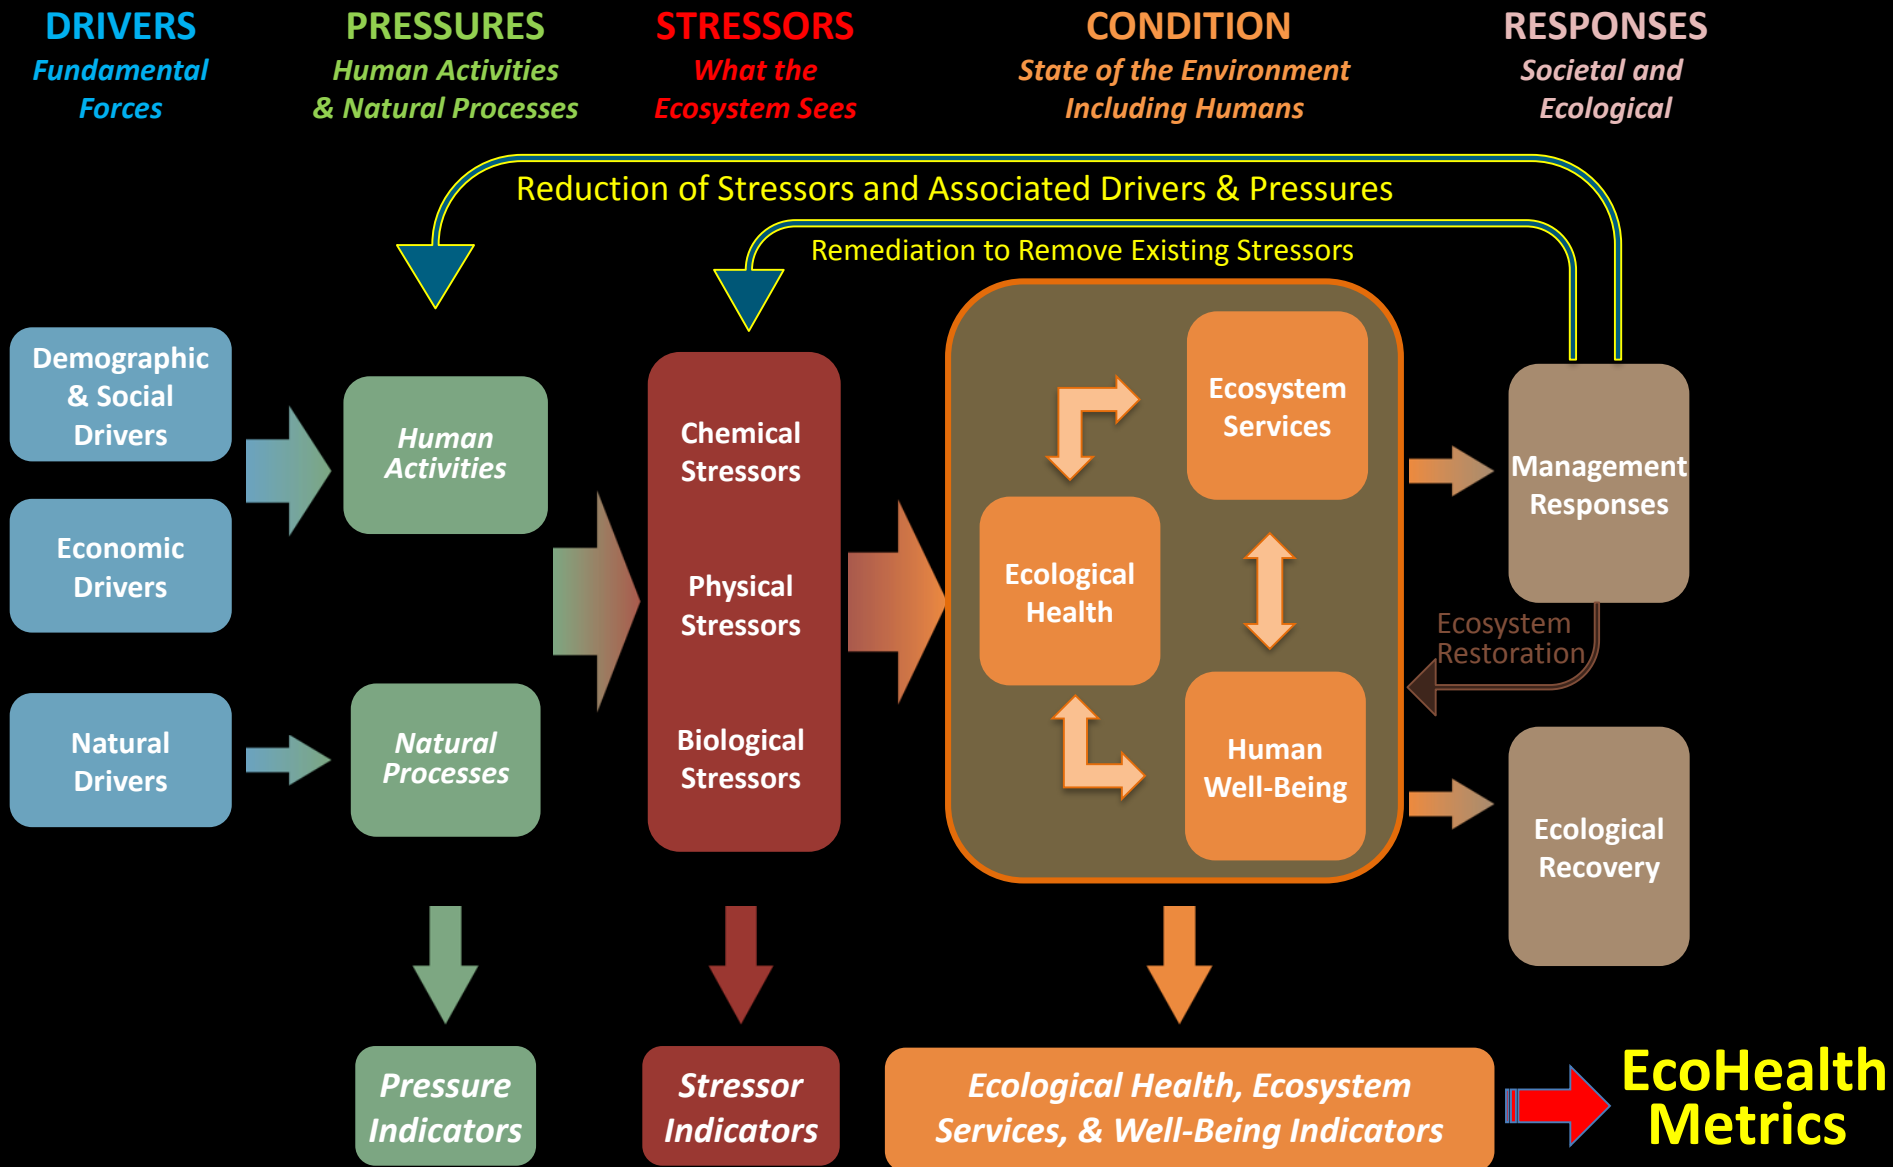 DRIVERS
Fundamental
Forces
PRESSURES
Human Activities
& Natural Processes
STRESSORS
What the
Ecosystem Sees
CONDITION
State of the Environment
Including Humans
RESPONSES
Societal and
Ecological
Reduction of Stressors and Associated Drivers & Pressures
Remediation to Remove Existing Stressors
Demographic
& Social
Drivers
Economic
Drivers
Natural
Drivers
Human
Activities
Natural
Processes
Chemical
Stressors
Physical
Stressors
Biological
Stressors
Ecosystem
Services
Ecological
Health
Human
Well-Being
Management
Responses
Ecosystem
Restoration
Ecological
Recovery
Pressure
Indicators
Stressor
Indicators
Ecological Health, Ecosystem
Services, & Well-Being Indicators
EcoHealth
Metrics